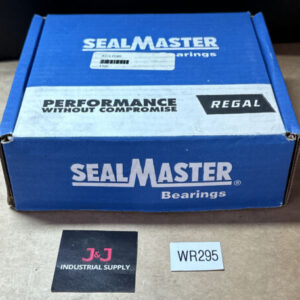 SEALMASTER
Bearings
PERFORMANCE
WITHOUT COMPROMISE
REGAL
SEALMASTER®
Bearings
J&J
INDUSTRIAL SUPPLY
WR295